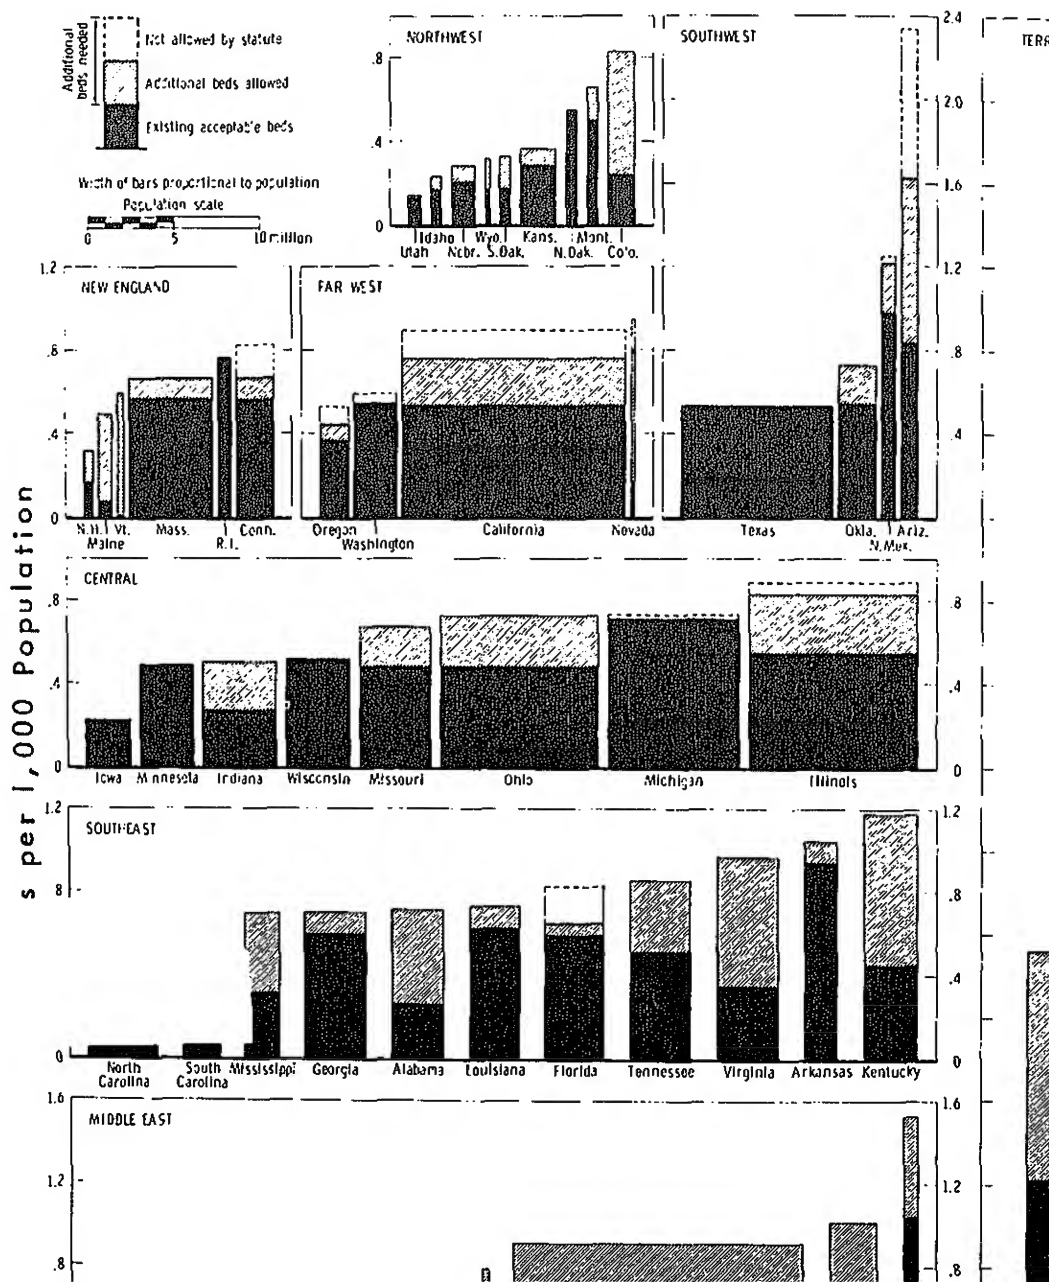 Additional
beds needed
Not allowed by statute
Additional beds allowed
Existing acceptable beds
Width of bars proportional to population
Population scale
0 5 10 million
NORTHWEST
.8
.4
0
Idaho Wyo. Kans. Mont.
Utah Nebr. S.Dak. N.Dak. Colo.
SOUTHWEST
2.4
2.0
1.6
1.2
.8
.4
Texas Okla. Ariz.
N.Mex.
TERR
1.2
NEW ENGLAND
.8
.4
0
N.H. Vt. Mass. Conn.
Maine R.I.
FAR WEST
Oregon California Nevada
Washington
s per 1,000 Population
CENTRAL
.8
.4
0
.8
.4
0
Iowa Minnesota Indiana Wisconsin Missouri Ohio Michigan Illinois
1.2
SOUTHEAST
.8
0
1.2
.8
.4
0
North South Mississippi Georgia Alabama Louisiana Florida Tennessee Virginia Arkansas Kentucky
Carolina Carolina
1.6
MIDDLE EAST
1.2
.8
1.6
1.2
.8